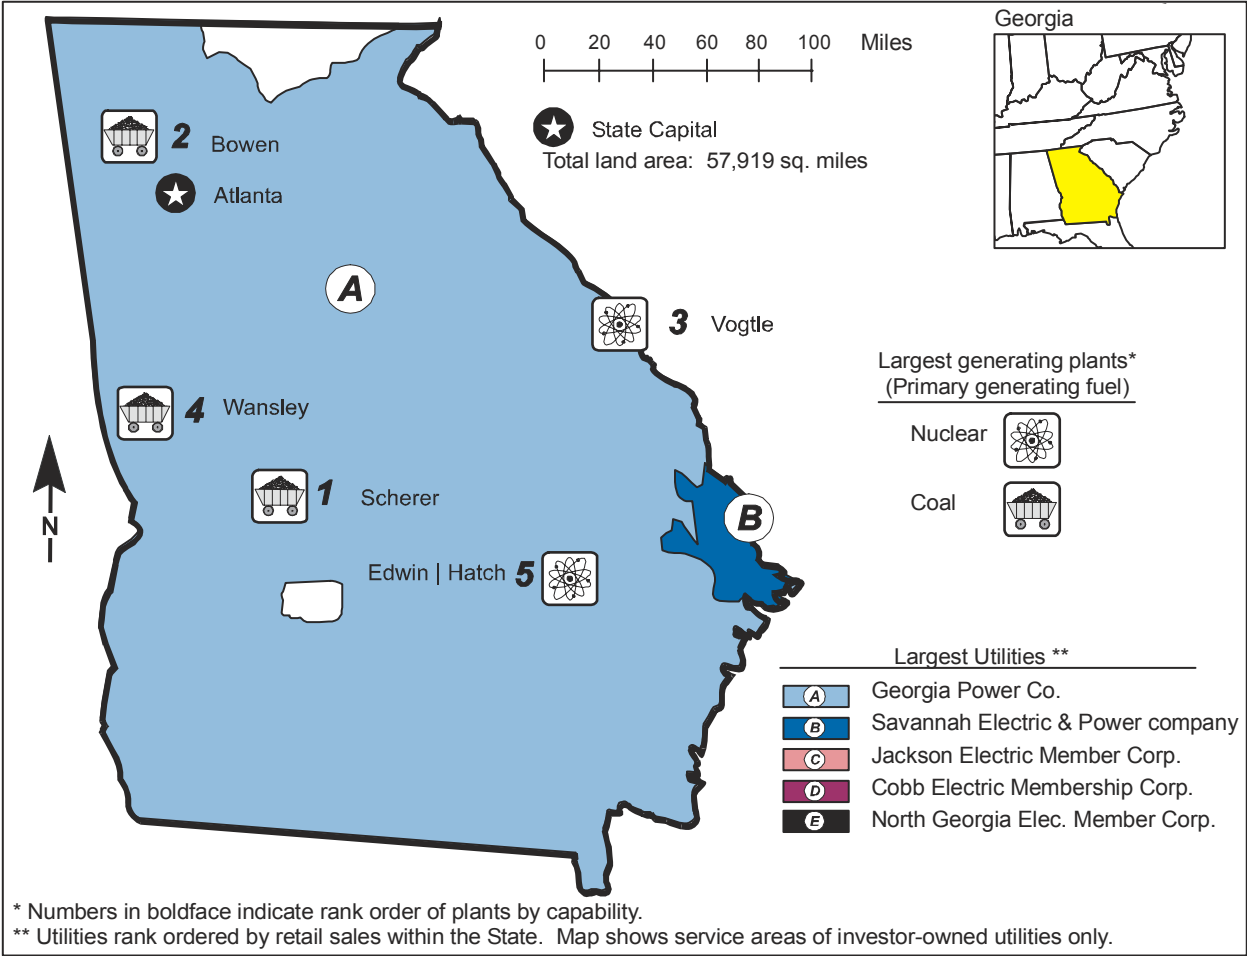 Georgia
0 20 40 60 80 100 Miles
State Capital
Total land area: 57,919 sq. miles
2 Bowen
Atlanta
A
3 Vogtle
Largest generating plants*
(Primary generating fuel)
Nuclear
Coal
4 Wansley
1 Scherer
B
N
Edwin | Hatch 5
Largest Utilities **
A Georgia Power Co.
B Savannah Electric & Power company
C Jackson Electric Member Corp.
D Cobb Electric Membership Corp.
E North Georgia Elec. Member Corp.
* Numbers in boldface indicate rank order of plants by capability.
** Utilities rank ordered by retail sales within the State. Map shows service areas of investor-owned utilities only.